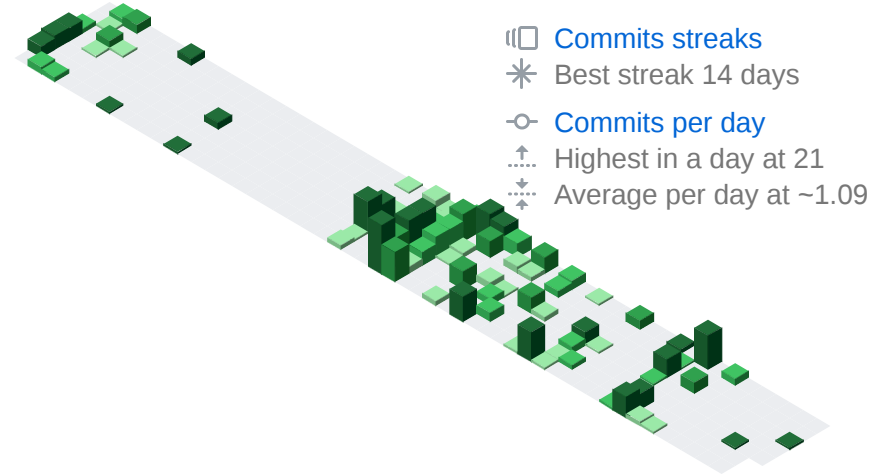 Commits streaks
Best streak 14 days
Commits per day
Highest in a day at 21
Average per day at ~1.09